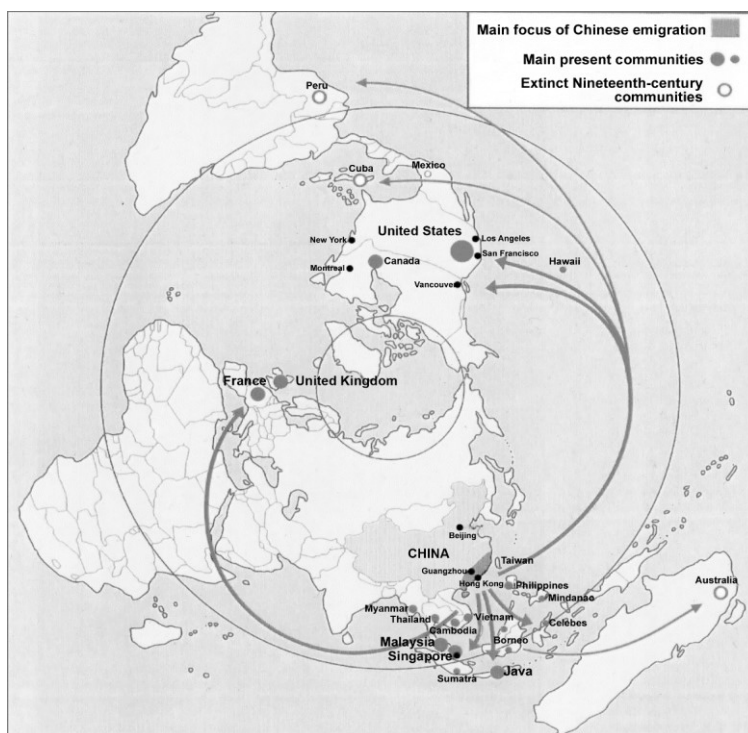 Main focus of Chinese emigration
Main present communities
Extinct Nineteenth-century
communities
Peru
Cuba
Mexico
New York
United States
Los Angeles
San Francisco
Hawaii
Montreal
Canada
Vancouver
France
United Kingdom
Beijing
CHINA
Taiwan
Guangzhou
Hong Kong
Philippines
Australia
Mindanao
Myanmar
Thailand
Vietnam
Cambodia
Celebes
Malaysia
Borneo
Singapore
Sumatra
Java